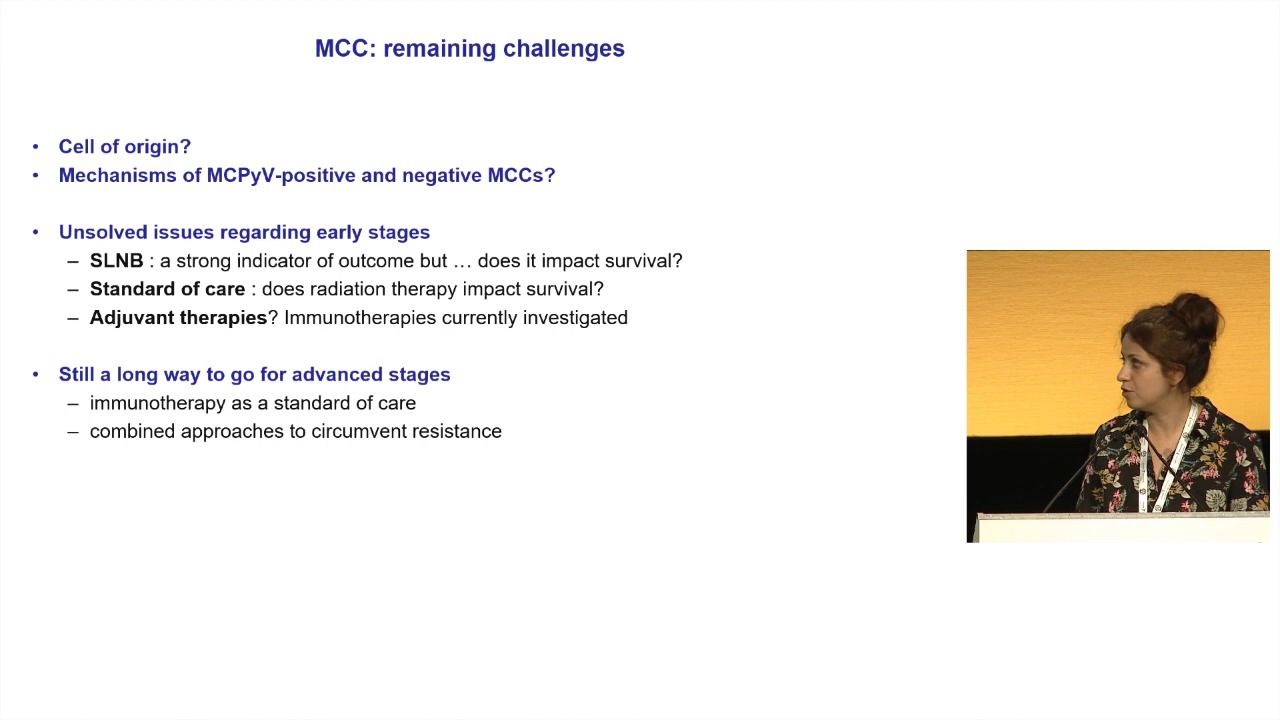 MCC: remaining challenges
• Cell of origin?
• Mechanisms of MCPyV-positive and negative MCCs?
• Unsolved issues regarding early stages
– SLNB : a strong indicator of outcome but … does it impact survival?
– Standard of care : does radiation therapy impact survival?
– Adjuvant therapies? Immunotherapies currently investigated
• Still a long way to go for advanced stages
– immunotherapy as a standard of care
– combined approaches to circumvent resistance